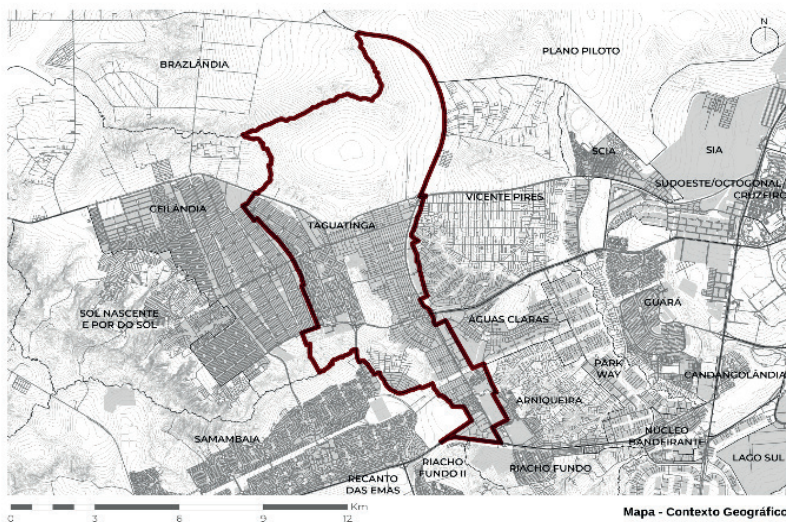 N
PLANO PILOTO
BRAZLÂNDIA
SCIA
SIA
SUDOESTE/OCTOGONAL/
CRUZEIRO
VICENTE PIRES
CEILÂNDIA
TAGUATINGA
SOL NASCENTE
E POR DO SOL
ÁGUAS CLARAS
GUARÁ
PARK
WAY
CANDANGOLÂNDIA
ARNIQUEIRA
NÚCLEO
BANDEIRANTE
SAMAMBAIA
LAGO SUL
RIACHO
FUNDO II
RIACHO FUNDO
RECANTO
DAS EMAS
Km
0 3 6 9 12
Mapa - Contexto Geográfico